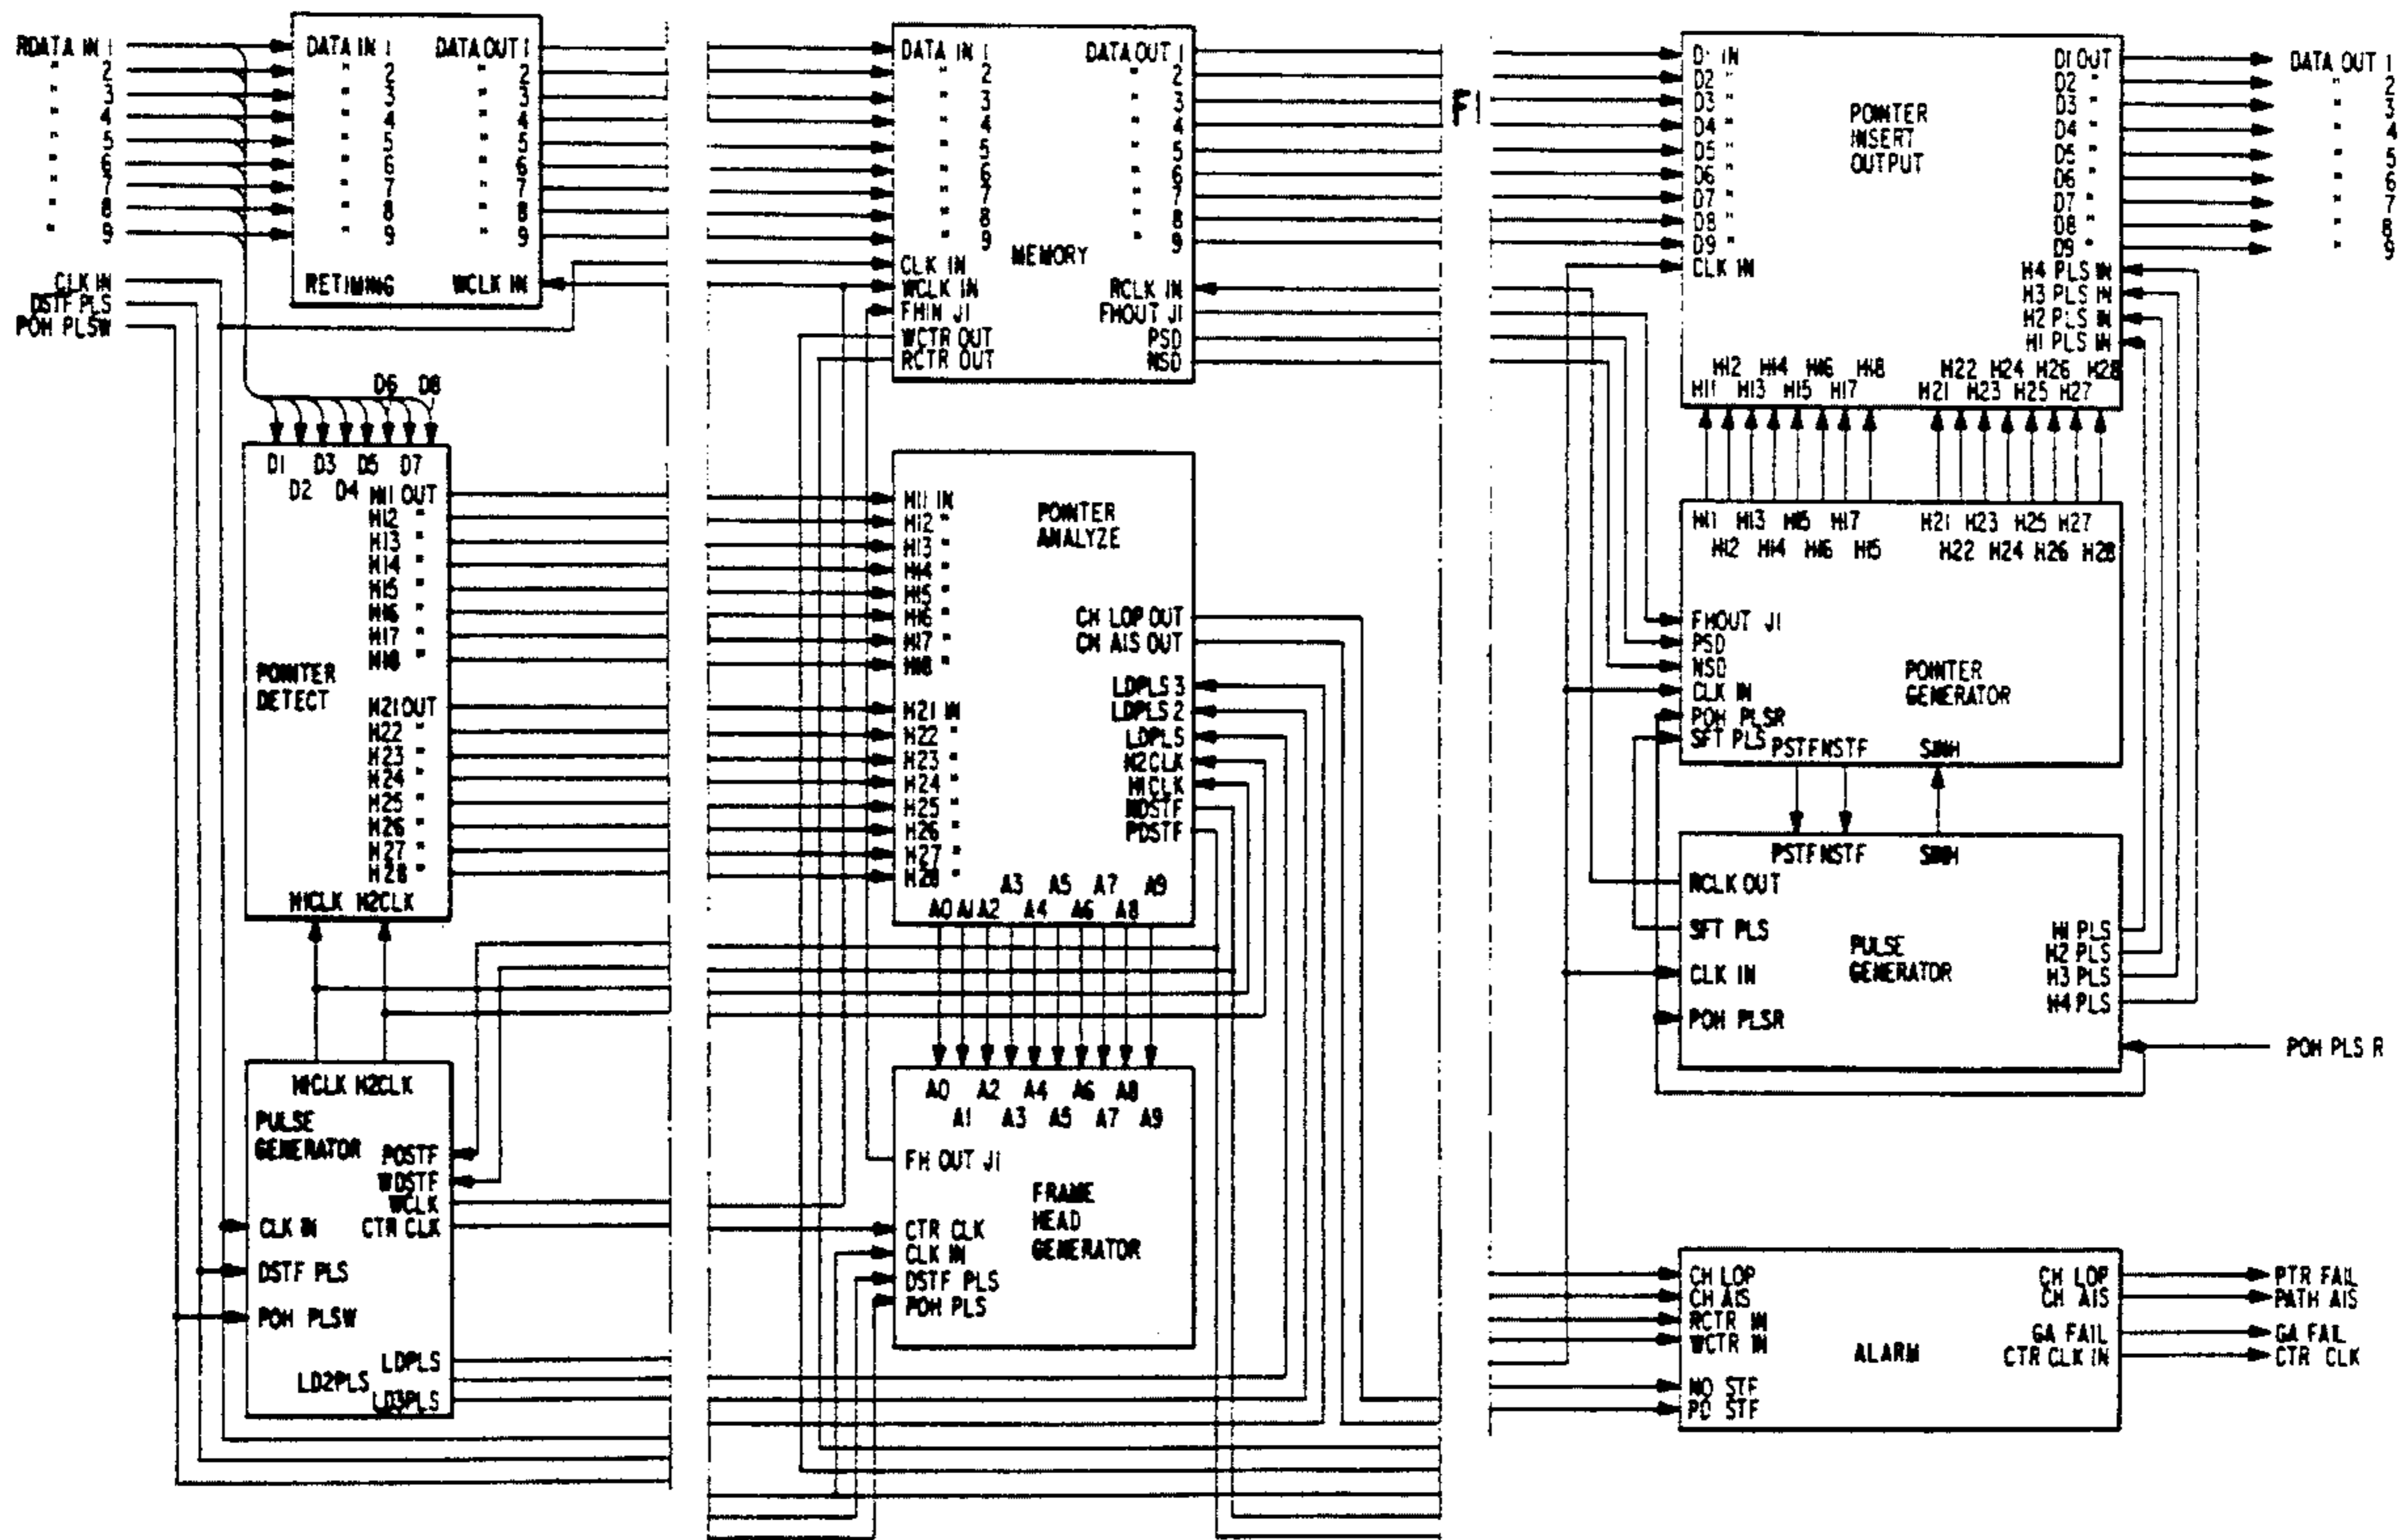 RDATA IN 1
" 2
" 3
" 4
" 5
" 6
" 7
" 8
" 9
CLK IN
DSTF PLS
POH PLSW
DATA IN 1 DATA OUT 1
" 2 " 2
" 3 " 3
" 4 " 4
" 5 " 5
" 6 " 6
" 7 " 7
" 8 " 8
" 9 " 9
RETIMING WCLK IN
D6 D8
D1 D3 D5 D7
D2 D4
H11 OUT
H12 "
H13 "
H14 "
H15 "
H16 "
H17 "
H18 "
POINTER
DETECT
H21 OUT
H22 "
H23 "
H24 "
H25 "
H26 "
H27 "
H28 "
H1CLK H2CLK
H1CLK H2CLK
PULSE
GENERATOR
POSTF
WDSTF
WCLK
CLK IN CTR CLK
DSTF PLS
POH PLSW
LDPLS
LD2PLS
LD3PLS
DATA IN 1 DATA OUT 1
" 2 " 2
" 3 " 3
" 4 " 4
" 5 " 5
" 6 " 6
" 7 " 7
" 8 " 8
" 9 " 9
MEMORY
CLK IN
WCLK IN RCLK IN
FHIN J1 FHOUT J1
WCTR OUT PSD
RCTR OUT NSD
H11 IN
H12 "
H13 "
H14 "
H15 "
H16 "
H17 "
H18 "
POINTER
ANALYZE
CH LOP OUT
CH AIS OUT
H21 IN
H22 "
H23 "
H24 "
H25 "
H26 "
H27 "
H28 "
LDPLS 3
LDPLS 2
LDPLS
H2CLK
H1CLK
NDSTF
PDSTF
A3 A5 A7 A9
A0 A1 A2 A4 A6 A8
A0 A2 A4 A6 A8
A1 A3 A5 A7 A9
FH OUT J1
FRAME
HEAD
GENERATOR
CTR CLK
CLK IN
DSTF PLS
POH PLS
F1
D1 IN D1 OUT
D2 " D2 "
D3 " D3 "
D4 " D4 "
D5 " D5 "
D6 " D6 "
D7 " D7 "
D8 " D8 "
D9 " D9 "
POINTER
INSERT
OUTPUT
CLK IN
H4 PLS IN
H3 PLS IN
H2 PLS IN
H1 PLS IN
H12 H14 H16 H18 H22 H24 H26 H28
H11 H13 H15 H17 H21 H23 H25 H27
DATA OUT 1
" 2
" 3
" 4
" 5
" 6
" 7
" 8
" 9
H11 H13 H15 H17 H21 H23 H25 H27
H12 H14 H16 H15 H22 H24 H26 H28
FHOUT J1
PSD
NSD
CLK IN
POH PLSR
SFT PLS
POINTER
GENERATOR
PSTF NSTF
PSTF NSTF
RCLK OUT
SFT PLS
CLK IN
POH PLSR
PULSE
GENERATOR
H1 PLS
H2 PLS
H3 PLS
H4 PLS
POH PLS R
CH LOP CH LOP PTR FAIL
CH AIS CH AIS PATH AIS
RCTR IN GA FAIL GA FAIL
WCTR IN CTR CLK IN CTR CLK
ALARM
ND STF
PD STF